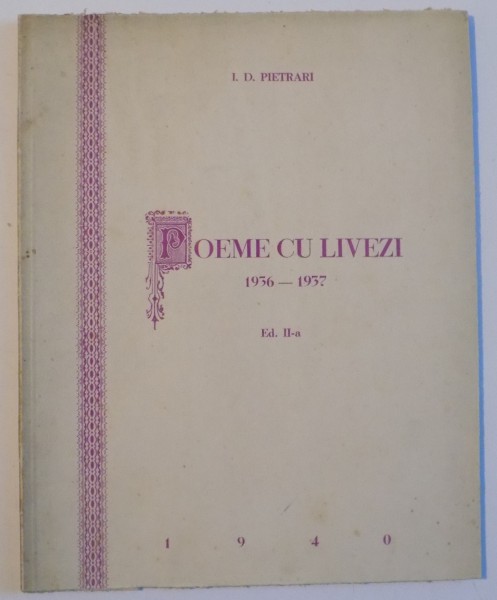 I. D. PIETRARI
POEME CU LIVEZI
1936 — 1937
Ed. II-a
1 9 4 0